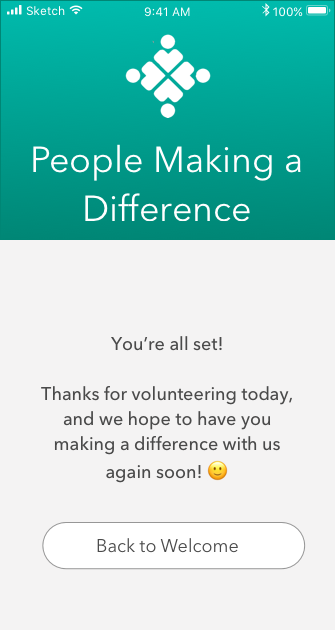 Sketch 9:41 AM 100%
People Making a
Difference
You’re all set!
Thanks for volunteering today,
and we hope to have you
making a difference with us
again soon! 🙂
Back to Welcome